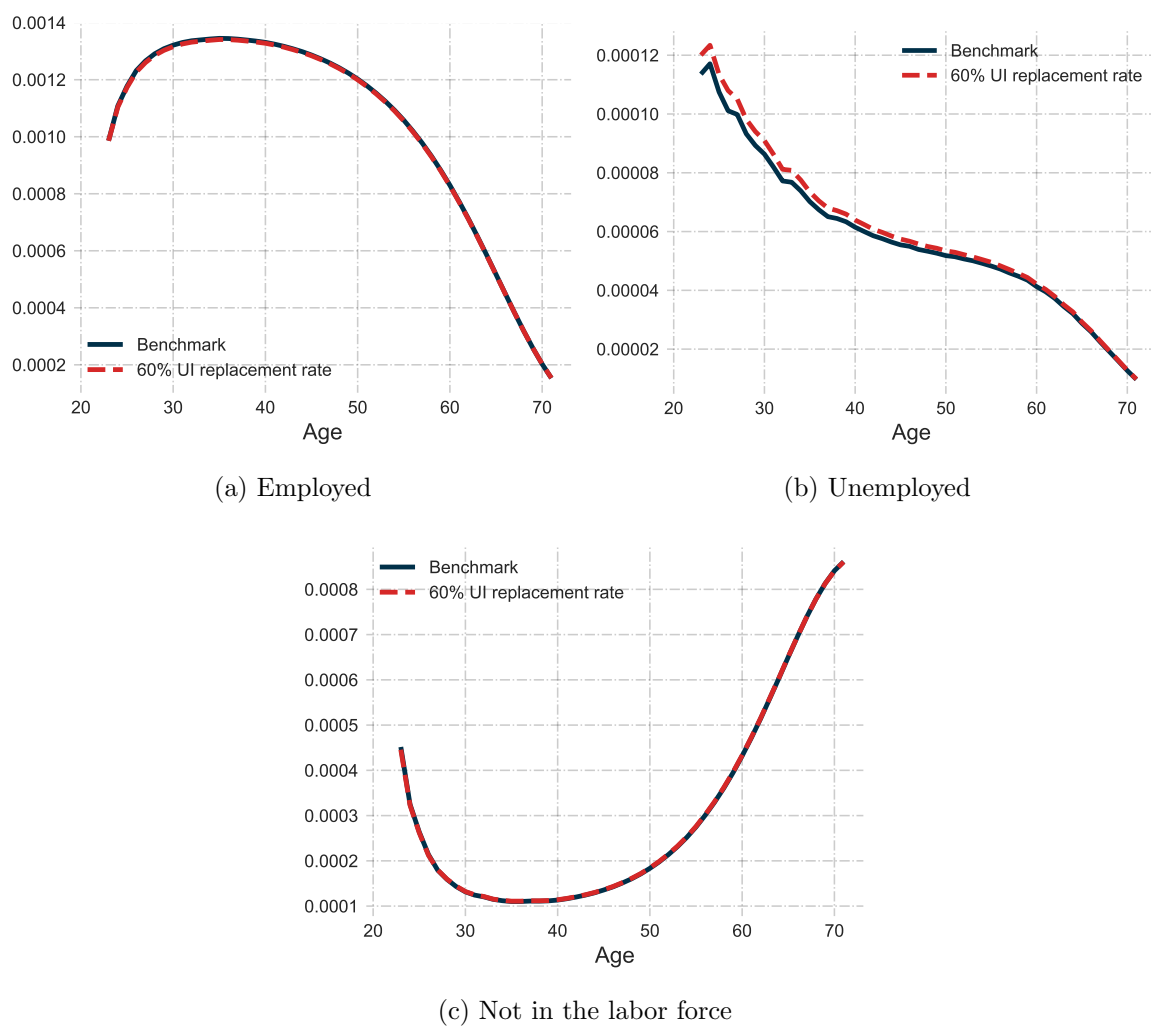 0.0014
0.0012
0.0010
0.0008
0.0006
0.0004
0.0002
Benchmark
60% UI replacement rate
20 30 40 50 60 70
Age
(a) Employed
0.00012
0.00010
0.00008
0.00006
0.00004
0.00002
Benchmark
60% UI replacement rate
20 30 40 50 60 70
Age
(b) Unemployed
0.0008
0.0007
0.0006
0.0005
0.0004
0.0003
0.0002
0.0001
Benchmark
60% UI replacement rate
20 30 40 50 60 70
Age
(c) Not in the labor force